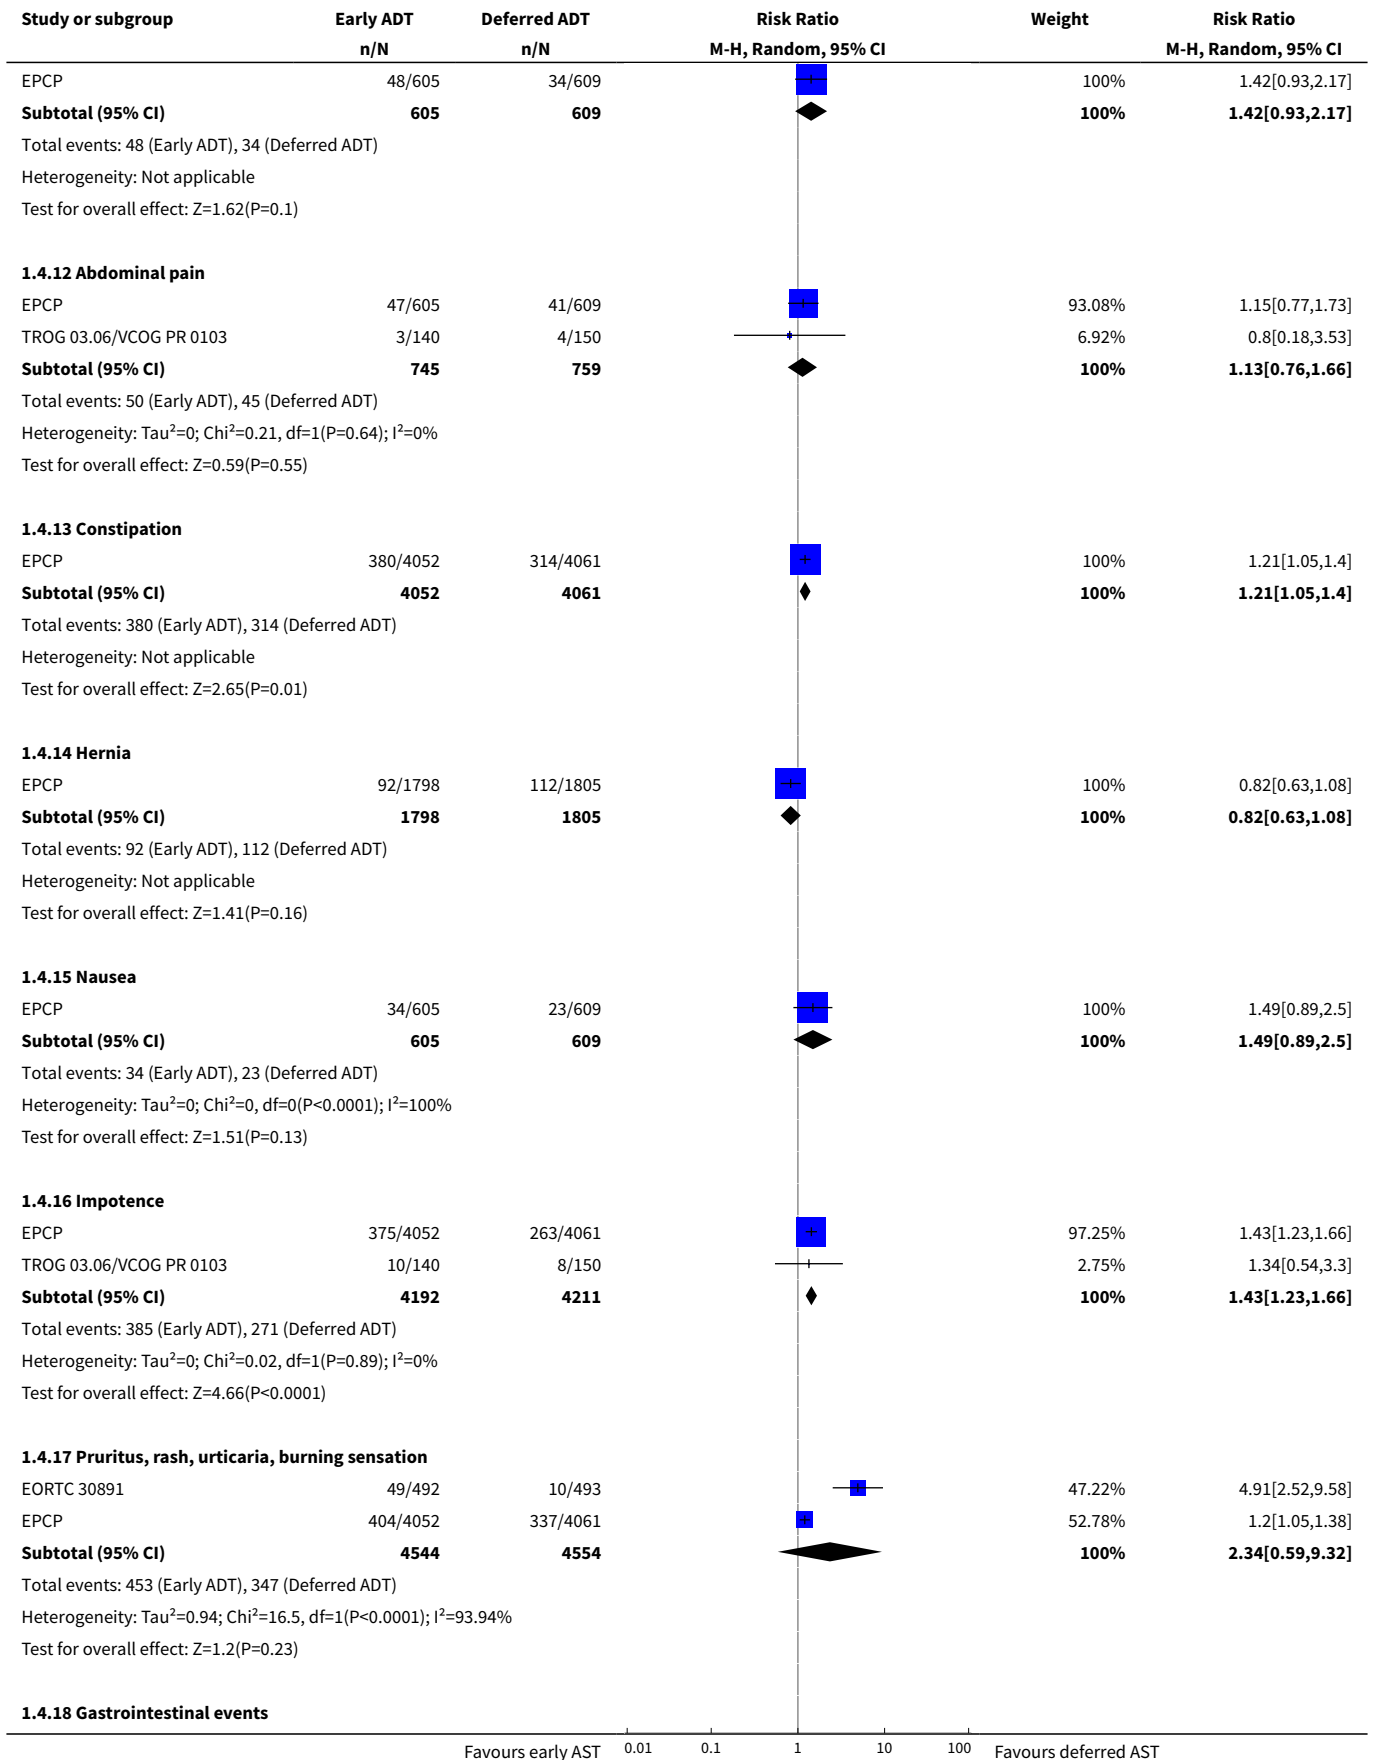 Study or subgroup Early ADT Deferred ADT Risk Ratio Weight Risk Ratio
n/N n/N M-H, Random, 95% CI M-H, Random, 95% CI
EPCP 48/605 34/609 100% 1.42[0.93,2.17]
Subtotal (95% CI) 605 609 100% 1.42[0.93,2.17]
Total events: 48 (Early ADT), 34 (Deferred ADT)
Heterogeneity: Not applicable
Test for overall effect: Z=1.62(P=0.1)
1.4.12 Abdominal pain
EPCP 47/605 41/609 93.08% 1.15[0.77,1.73]
TROG 03.06/VCOG PR 0103 3/140 4/150 6.92% 0.8[0.18,3.53]
Subtotal (95% CI) 745 759 100% 1.13[0.76,1.66]
Total events: 50 (Early ADT), 45 (Deferred ADT)
Heterogeneity: Tau²=0; Chi²=0.21, df=1(P=0.64); I²=0%
Test for overall effect: Z=0.59(P=0.55)
1.4.13 Constipation
EPCP 380/4052 314/4061 100% 1.21[1.05,1.4]
Subtotal (95% CI) 4052 4061 100% 1.21[1.05,1.4]
Total events: 380 (Early ADT), 314 (Deferred ADT)
Heterogeneity: Not applicable
Test for overall effect: Z=2.65(P=0.01)
1.4.14 Hernia
EPCP 92/1798 112/1805 100% 0.82[0.63,1.08]
Subtotal (95% CI) 1798 1805 100% 0.82[0.63,1.08]
Total events: 92 (Early ADT), 112 (Deferred ADT)
Heterogeneity: Not applicable
Test for overall effect: Z=1.41(P=0.16)
1.4.15 Nausea
EPCP 34/605 23/609 100% 1.49[0.89,2.5]
Subtotal (95% CI) 605 609 100% 1.49[0.89,2.5]
Total events: 34 (Early ADT), 23 (Deferred ADT)
Heterogeneity: Tau²=0; Chi²=0, df=0(P<0.0001); I²=100%
Test for overall effect: Z=1.51(P=0.13)
1.4.16 Impotence
EPCP 375/4052 263/4061 97.25% 1.43[1.23,1.66]
TROG 03.06/VCOG PR 0103 10/140 8/150 2.75% 1.34[0.54,3.3]
Subtotal (95% CI) 4192 4211 100% 1.43[1.23,1.66]
Total events: 385 (Early ADT), 271 (Deferred ADT)
Heterogeneity: Tau²=0; Chi²=0.02, df=1(P=0.89); I²=0%
Test for overall effect: Z=4.66(P<0.0001)
1.4.17 Pruritus, rash, urticaria, burning sensation
EORTC 30891 49/492 10/493 47.22% 4.91[2.52,9.58]
EPCP 404/4052 337/4061 52.78% 1.2[1.05,1.38]
Subtotal (95% CI) 4544 4554 100% 2.34[0.59,9.32]
Total events: 453 (Early ADT), 347 (Deferred ADT)
Heterogeneity: Tau²=0.94; Chi²=16.5, df=1(P<0.0001); I²=93.94%
Test for overall effect: Z=1.2(P=0.23)
1.4.18 Gastrointestinal events
Favours early AST 0.01 0.1 1 10 100 Favours deferred AST